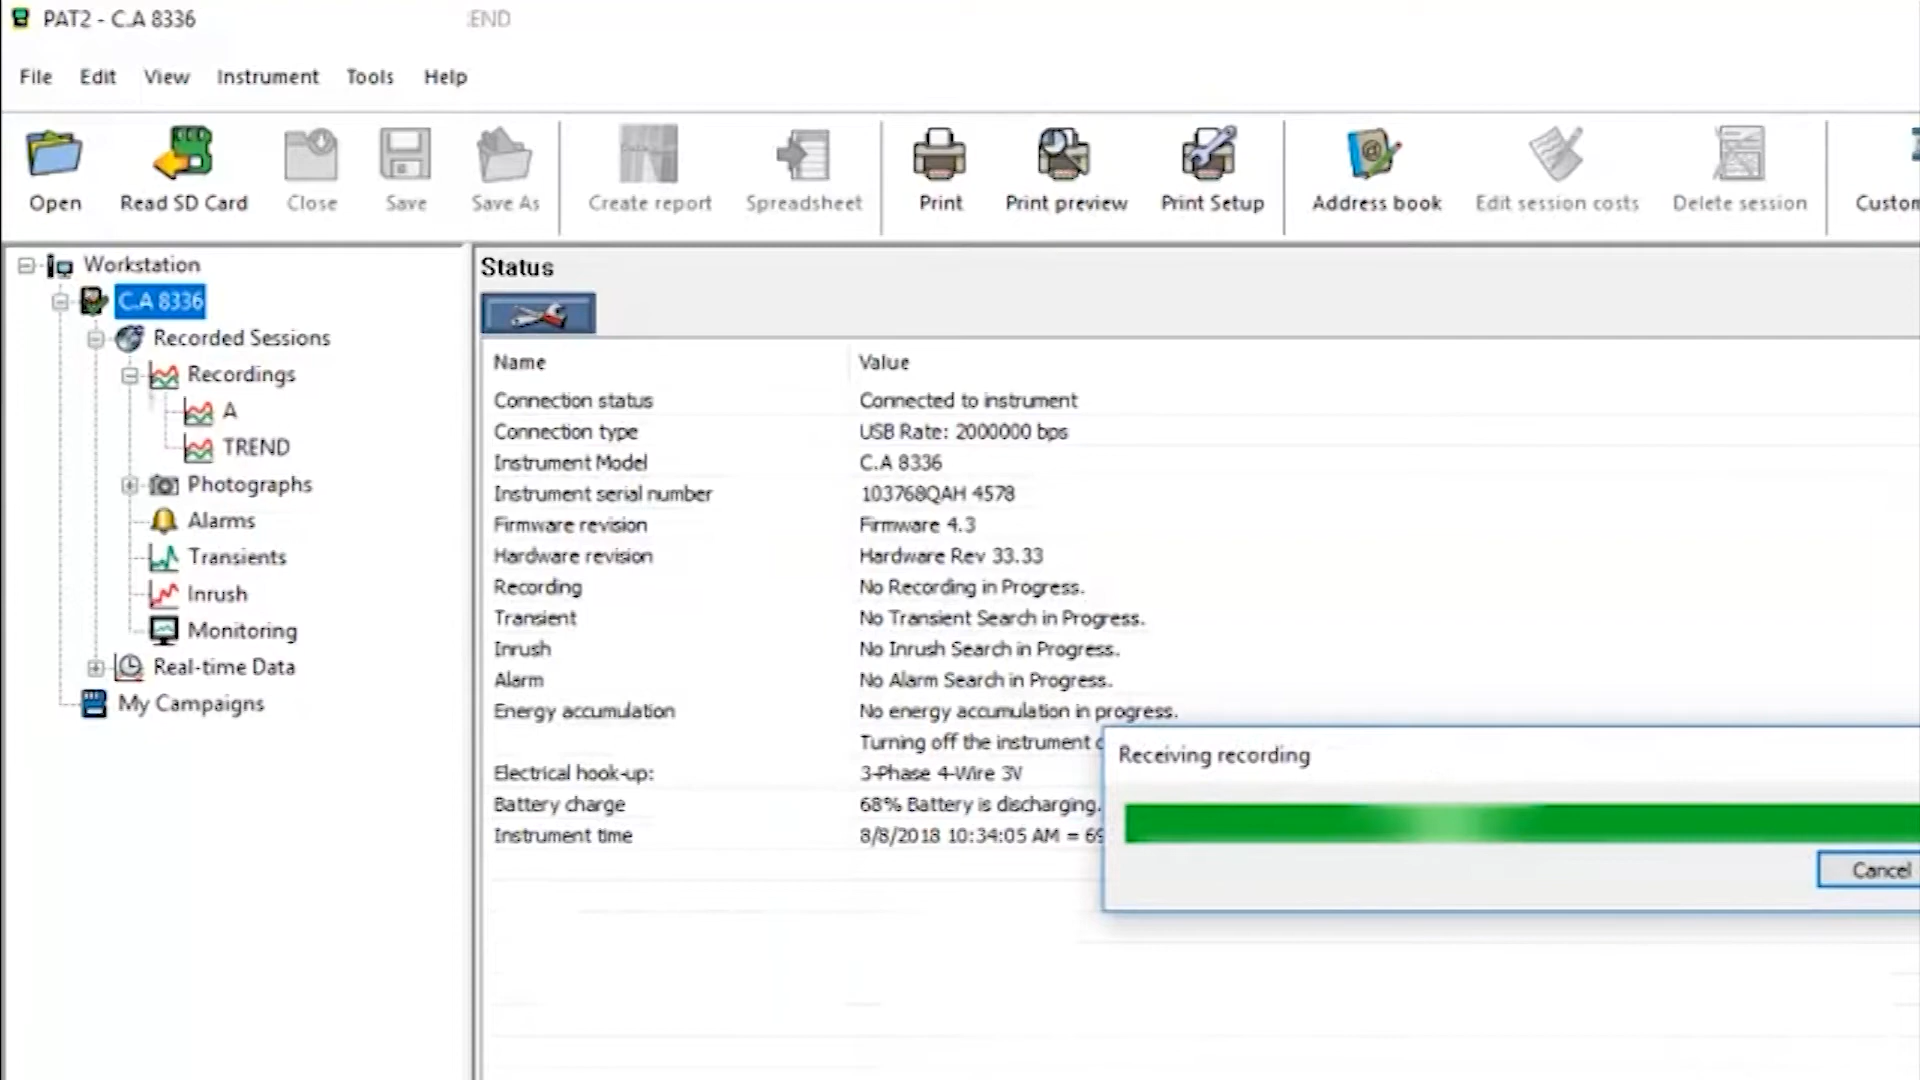 PAT2 - C.A 8336
END
File Edit View Instrument Tools Help
Open Read SD Card Close Save Save As Create report Spreadsheet Print Print preview Print Setup Address book Edit session costs Delete session Custom
Workstation
C.A 8336
Recorded Sessions
Recordings
A
TREND
Photographs
Alarms
Transients
Inrush
Monitoring
Real-time Data
My Campaigns
Status
Name Value
Connection status Connected to instrument
Connection type USB Rate: 2000000 bps
Instrument Model C.A 8336
Instrument serial number 103768QAH 4578
Firmware revision Firmware 4.3
Hardware revision Hardware Rev 33.33
Recording No Recording in Progress.
Transient No Transient Search in Progress.
Inrush No Inrush Search in Progress.
Alarm No Alarm Search in Progress.
Energy accumulation No energy accumulation in progress.
Turning off the instrument
Electrical hook-up: 3-Phase 4-Wire 3V
Battery charge 68% Battery is discharging.
Instrument time 8/8/2018 10:34:05 AM = 69
Receiving recording
Cancel